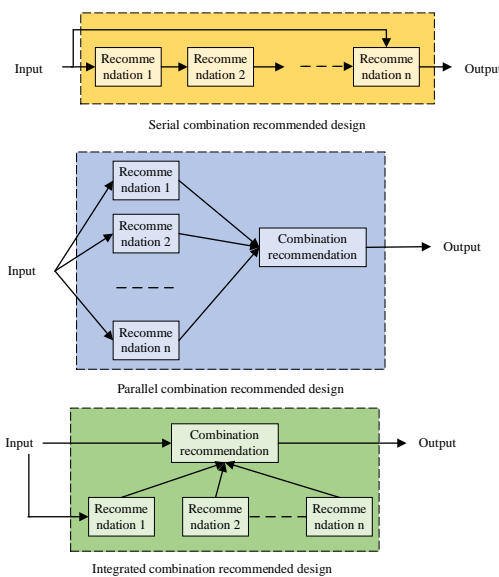 Input
Recomme
ndation 1
Recomme
ndation 2
Recomme
ndation n
Output
Serial combination recommended design
Recomme
ndation 1
Recomme
ndation 2
Input
Combination
recommendation
Output
Recomme
ndation n
Parallel combination recommended design
Input
Combination
recommendation
Output
Recomme
ndation 1
Recomme
ndation 2
Recomme
ndation n
Integrated combination recommended design